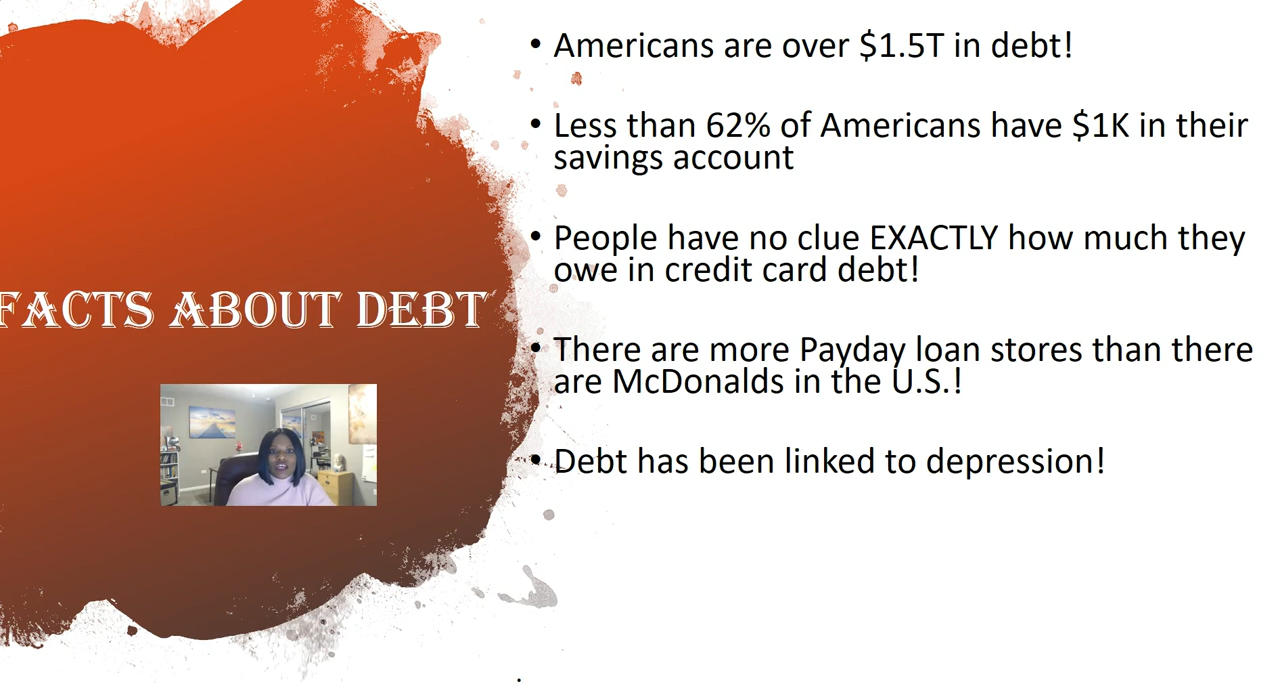 FACTS ABOUT DEBT
• Americans are over $1.5T in debt!
• Less than 62% of Americans have $1K in their
savings account
• People have no clue EXACTLY how much they
owe in credit card debt!
• There are more Payday loan stores than there
are McDonalds in the U.S.!
• Debt has been linked to depression!